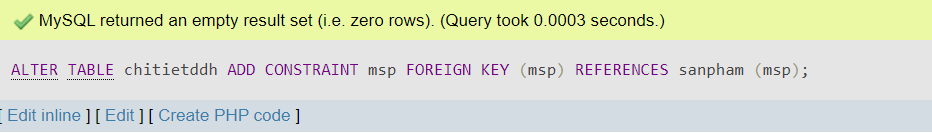 MySQL returned an empty result set (i.e. zero rows). (Query took 0.0003 seconds.)
ALTER TABLE chitietddh ADD CONSTRAINT msp FOREIGN KEY (msp) REFERENCES sanpham (msp);
[ Edit inline ] [ Edit ] [ Create PHP code ]